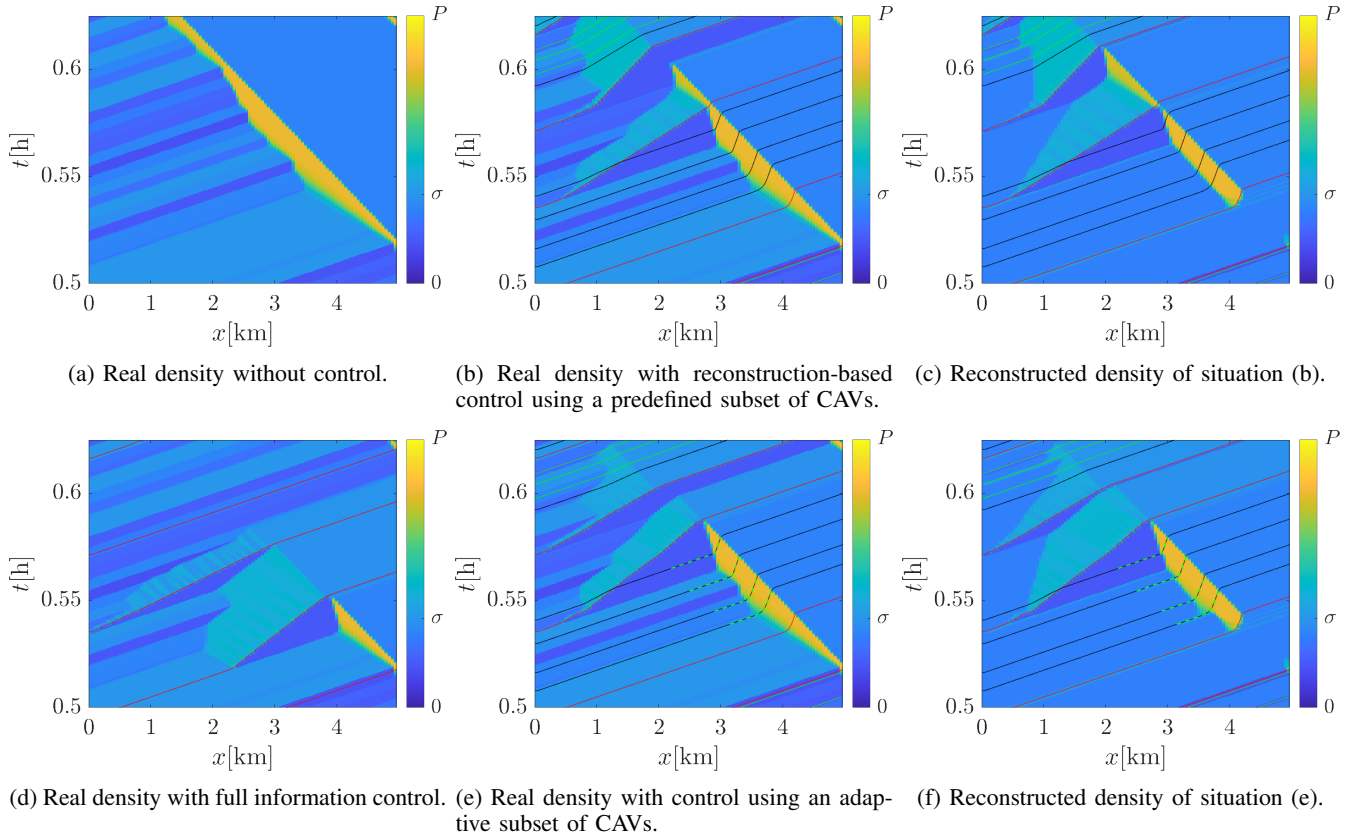 P
0.6
t[h]
0.55
σ
0.5
0
0 1 2 3 4
x[km]
P
0.6
t[h]
0.55
σ
0.5
0
0 1 2 3 4
x[km]
P
0.6
t[h]
0.55
σ
0.5
0
0 1 2 3 4
x[km]
(a) Real density without control.
(b) Real density with reconstruction-based
control using a predefined subset of CAVs.
(c) Reconstructed density of situation (b).
P
0.6
t[h]
0.55
σ
0.5
0
0 1 2 3 4
x[km]
P
0.6
t[h]
0.55
σ
0.5
0
0 1 2 3 4
x[km]
P
0.6
t[h]
0.55
σ
0.5
0
0 1 2 3 4
x[km]
(d) Real density with full information control.
(e) Real density with control using an adap-
tive subset of CAVs.
(f) Reconstructed density of situation (e).